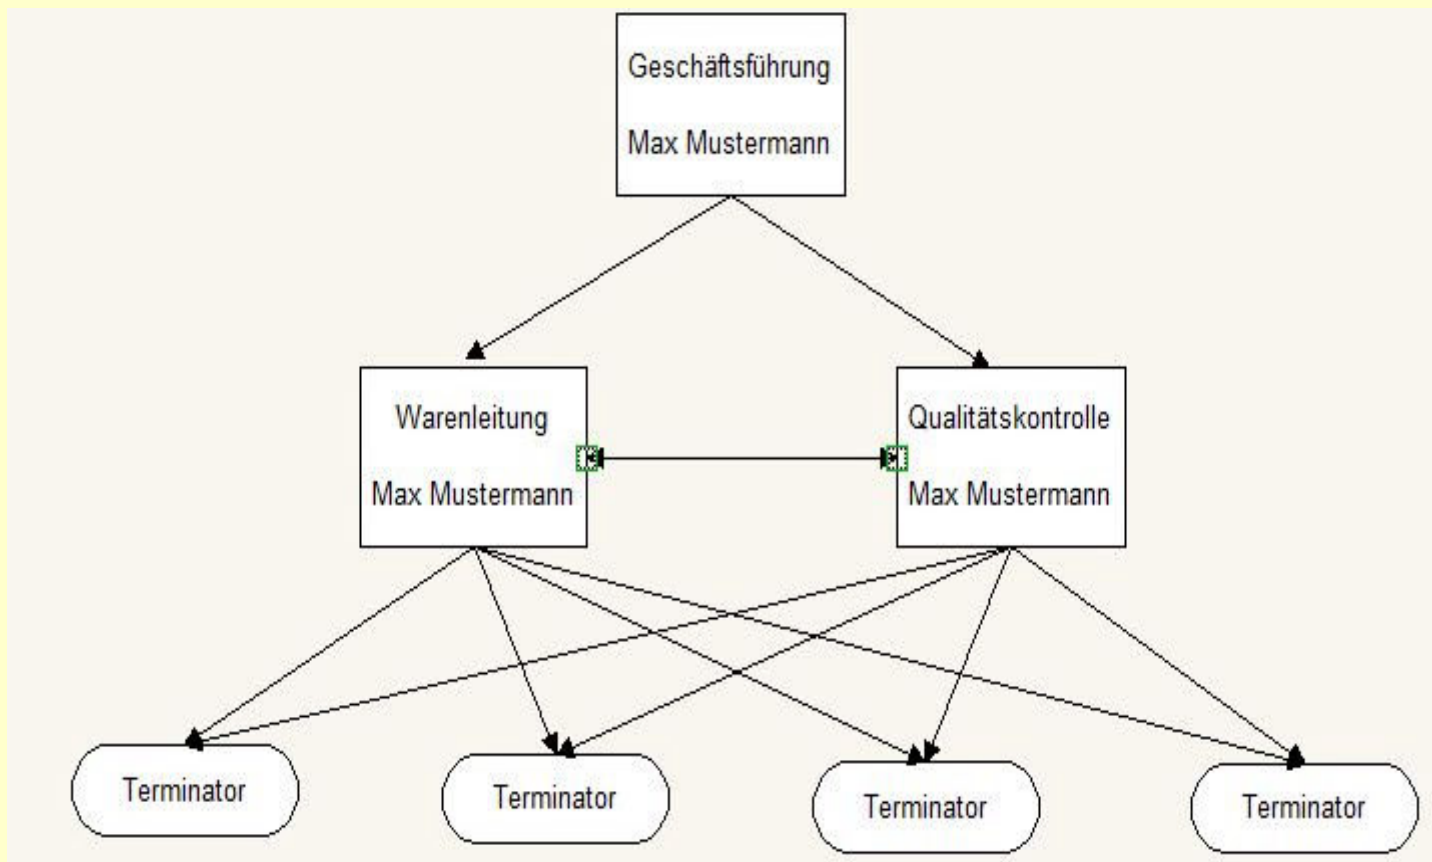 Geschäftsführung
Max Mustermann
Warenleitung
Max Mustermann
Qualitätskontrolle
Max Mustermann
Terminator
Terminator
Terminator
Terminator